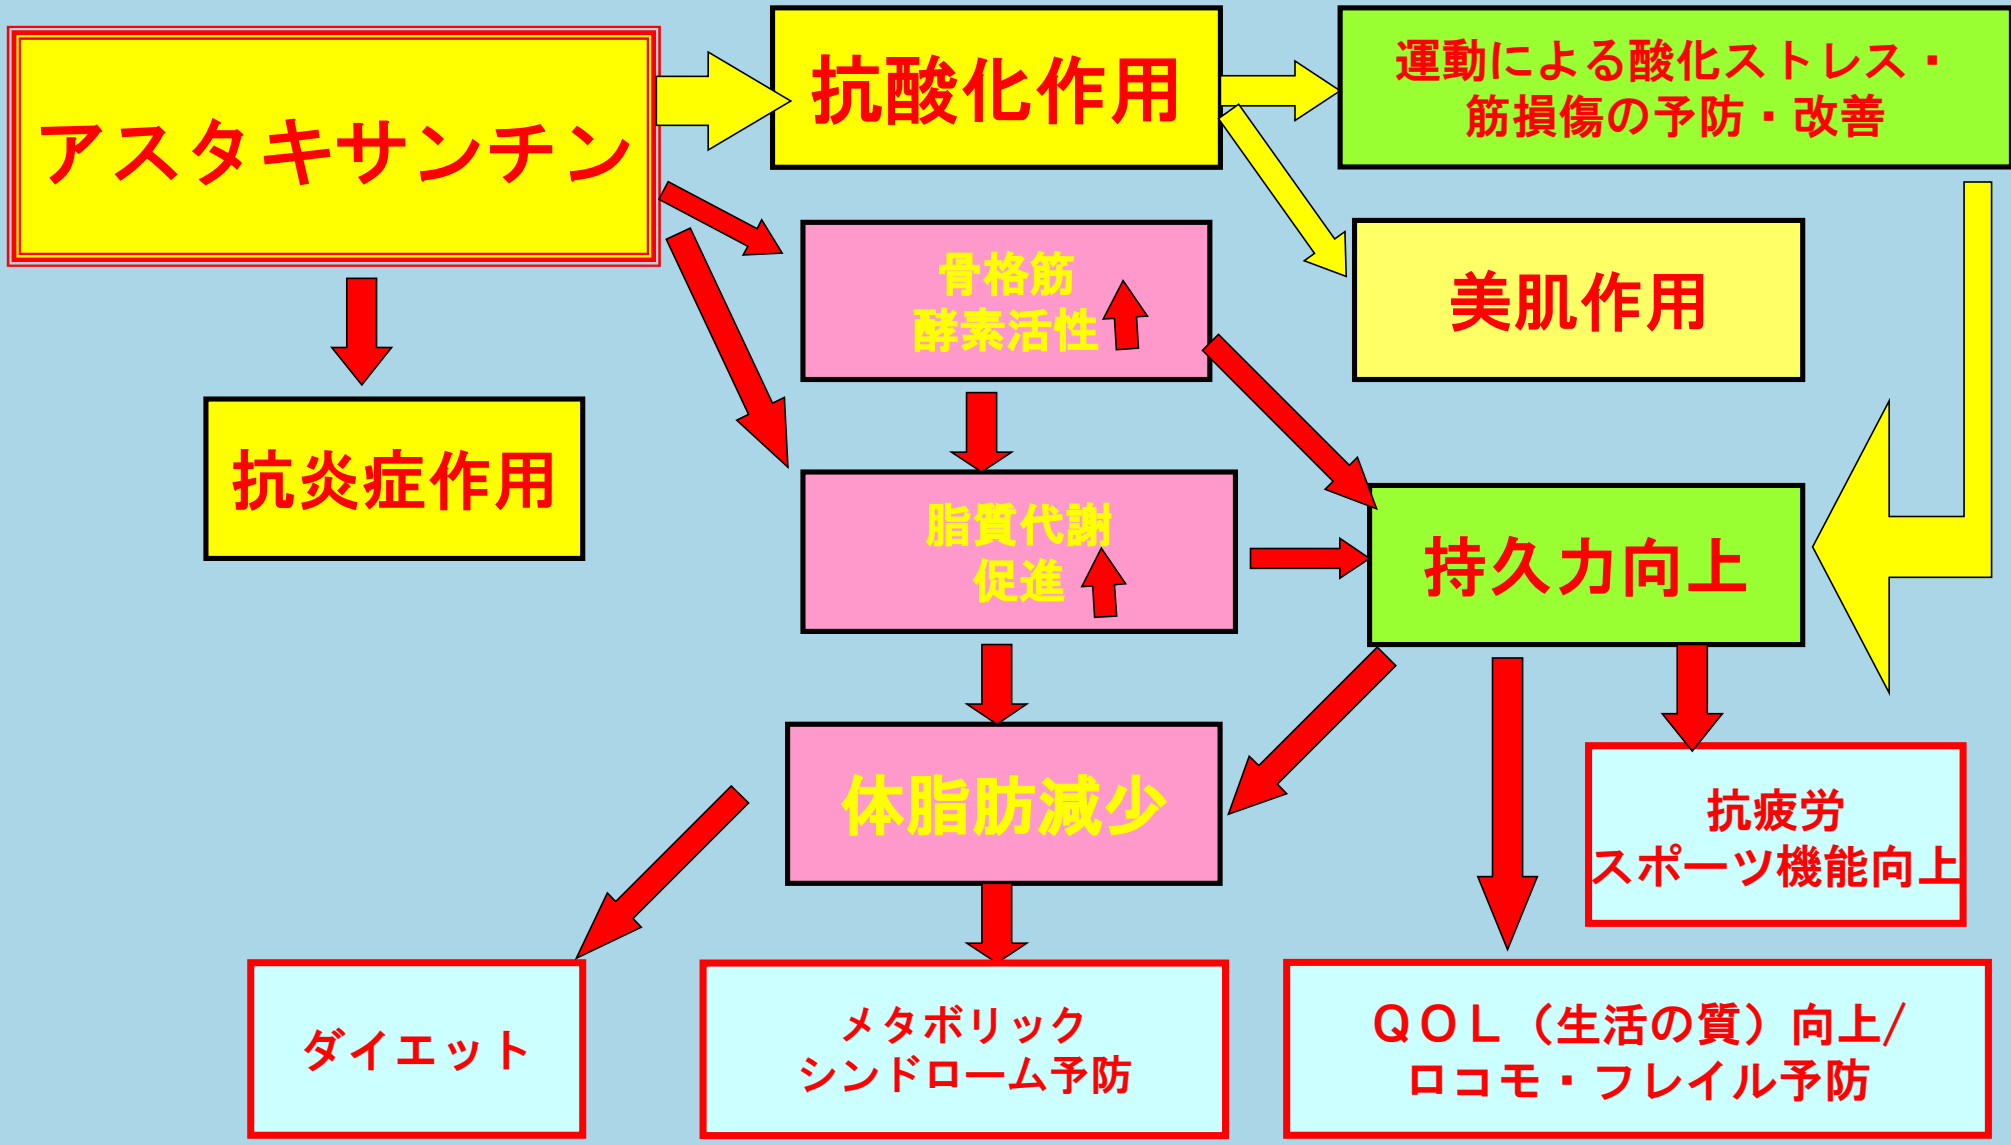 アスタキサンチン
抗酸化作用
運動による酸化ストレス・
筋損傷の予防・改善
骨格筋
酵素活性
美肌作用
抗炎症作用
脂質代謝
促進
持久力向上
体脂肪減少
抗疲労
スポーツ機能向上
ダイエット
メタボリック
シンドローム予防
ＱＯＬ（生活の質）向上/
ロコモ・フレイル予防